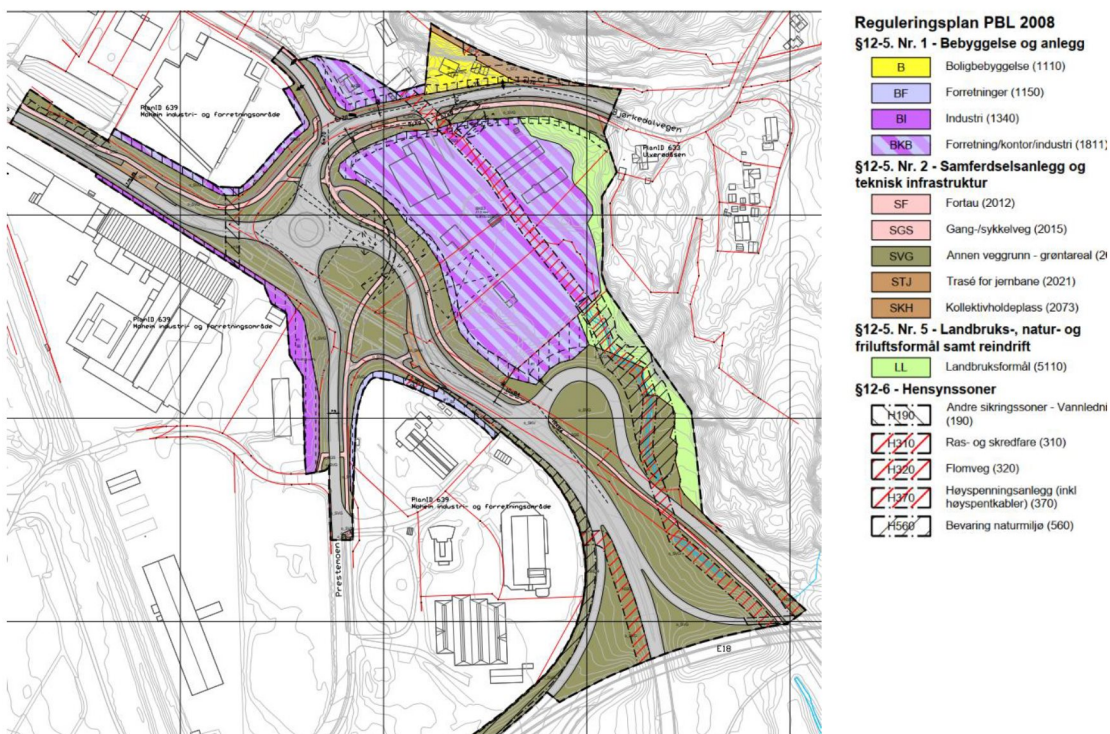 Reguleringsplan PBL 2008
§12-5. Nr. 1 - Bebyggelse og anlegg
B Boligbebyggelse (1110)
BF Forretninger (1150)
BI Industri (1340)
BKB Forretning/kontor/industri (1811)
§12-5. Nr. 2 - Samferdselsanlegg og
teknisk infrastruktur
SF Fortau (2012)
SGS Gang-/sykkelveg (2015)
SVG Annen veggrunn - grøntareal (20
STJ Trasé for jernbane (2021)
SKH Kollektivholdeplass (2073)
§12-5. Nr. 5 - Landbruks-, natur- og
friluftsformål samt reindrift
LL Landbruksformål (5110)
§12-6 - Hensynssoner
H190 Andre sikringssoner - Vannledni
(190)
H310 Ras- og skredfare (310)
H320 Flomveg (320)
H370 Høyspenningsanlegg (inkl
høyspentkabler) (370)
H560 Bevaring naturmiljø (560)
PlanID 639
industri- og forretningsområde
Bjørkedalvegen
PlanID 633
PlanID 639
industri- og forretningsområde
PlanID 639
industri- og forretningsområde
Prestemoen
E18